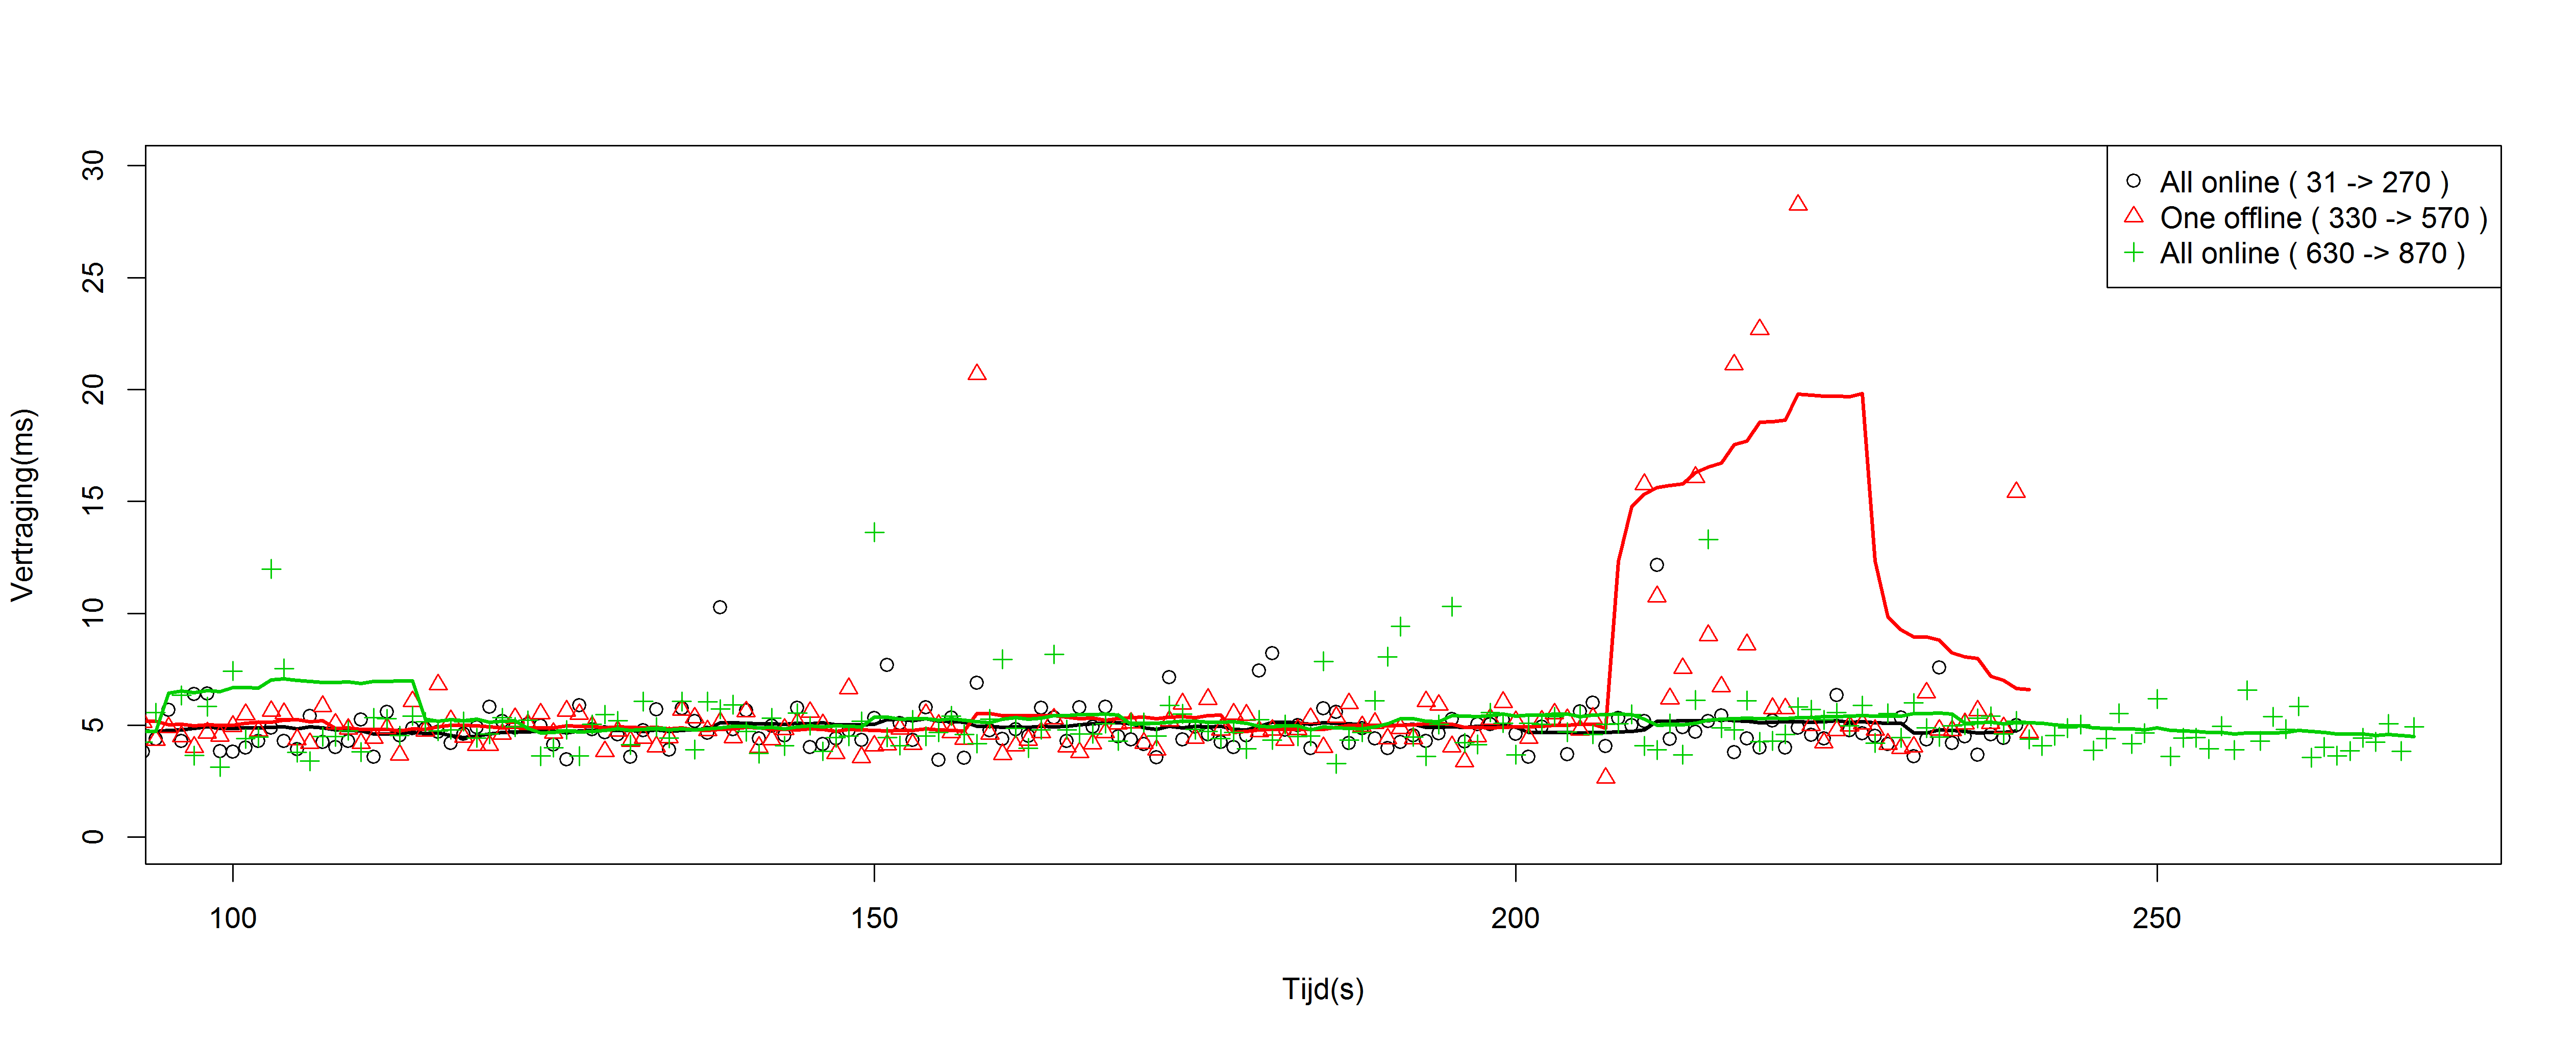 30
25
20
15
10
5
0
Vertraging(ms)
All online ( 31 -> 270 )
One offline ( 330 -> 570 )
All online ( 630 -> 870 )
100
150
200
250
Tijd(s)